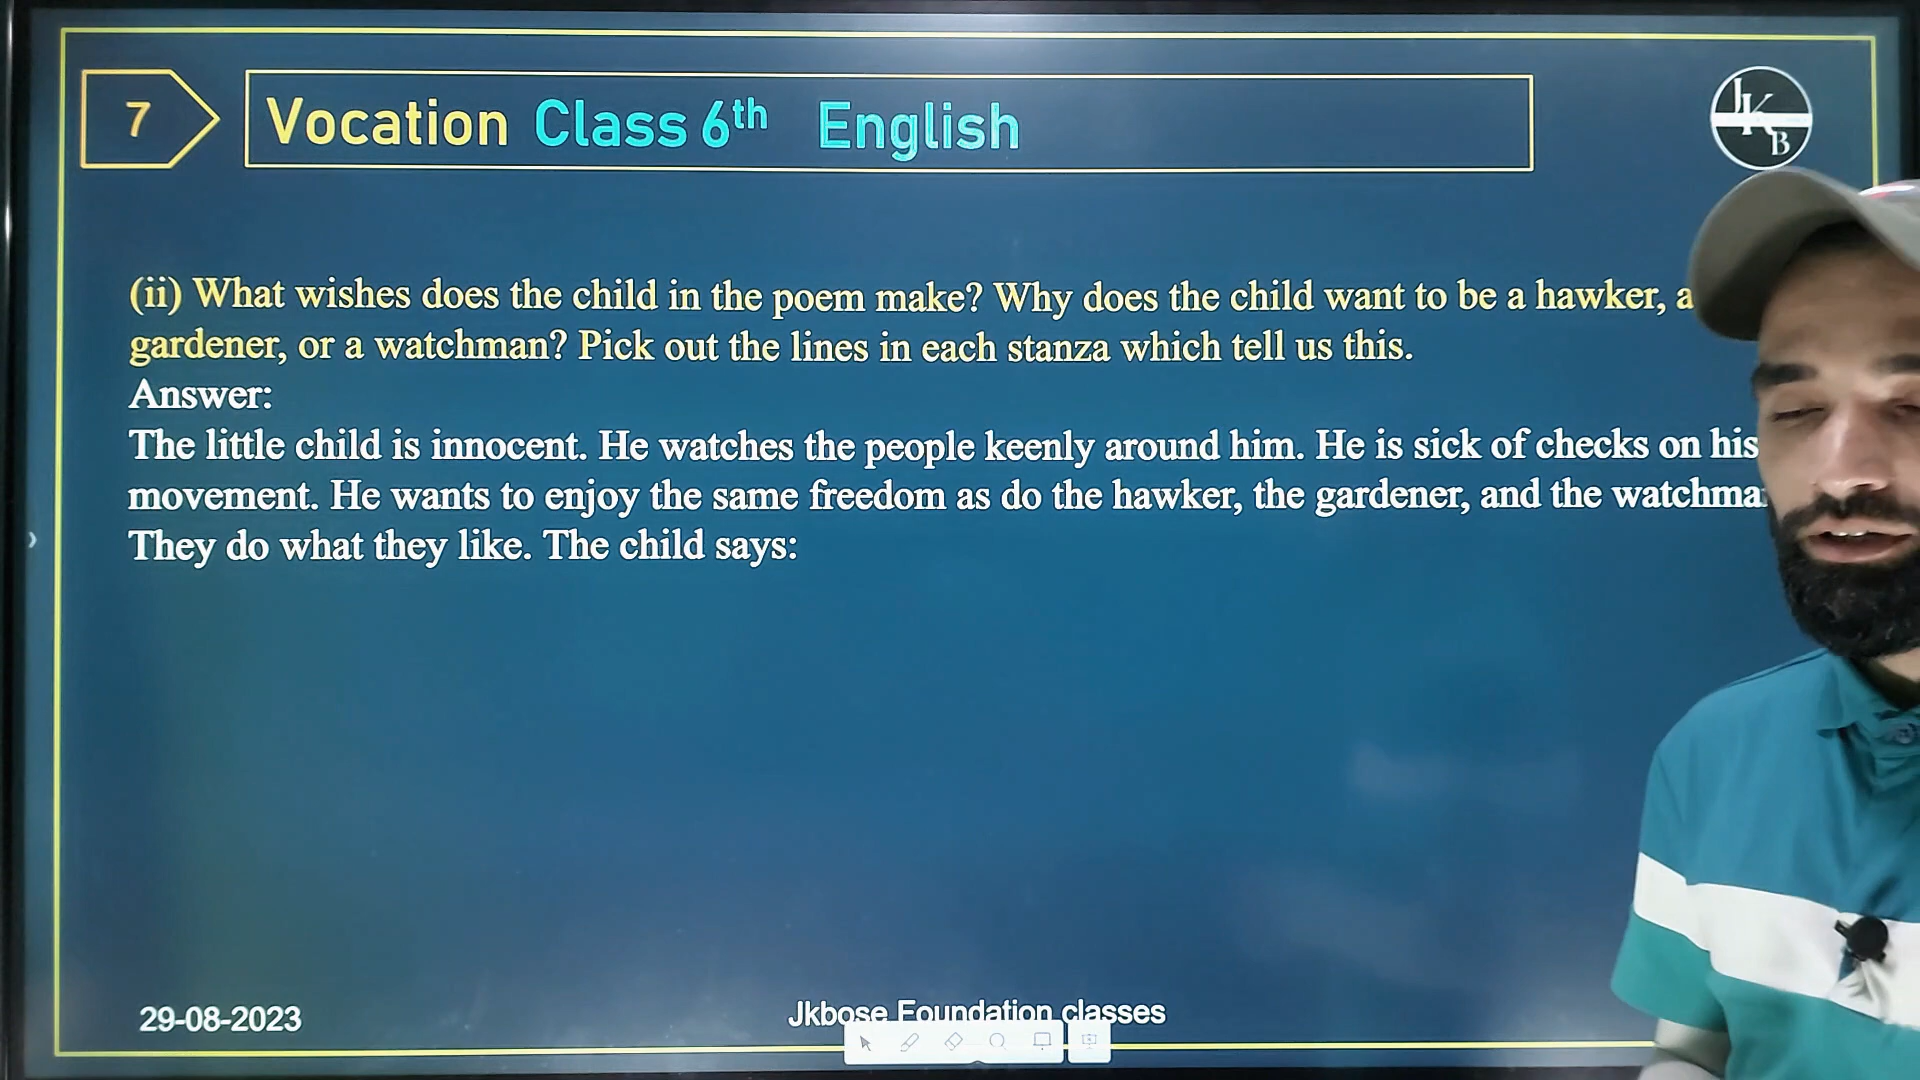 7
Vocation Class 6th English
JK
B
(ii) What wishes does the child in the poem make? Why does the child want to be a hawker, a
gardener, or a watchman? Pick out the lines in each stanza which tell us this.
Answer:
The little child is innocent. He watches the people keenly around him. He is sick of checks on his
movement. He wants to enjoy the same freedom as do the hawker, the gardener, and the
They do what they like. The child says:
29-08-2023
Jkbose Foundation classes